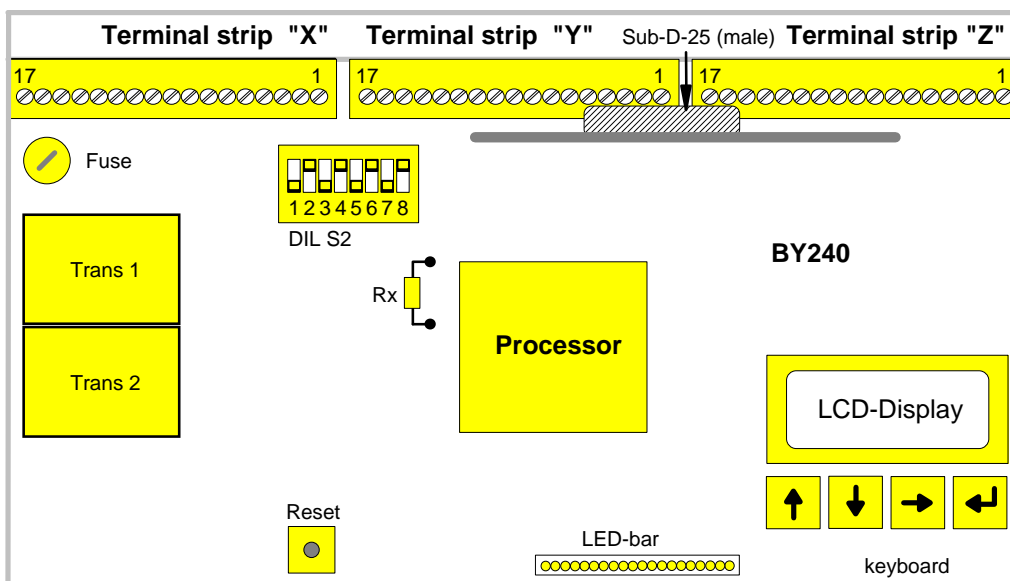 Terminal strip "X" Terminal strip "Y" Sub-D-25 (male) Terminal strip "Z"
17 1 17 1 17 1
Fuse
1 2 3 4 5 6 7 8
DIL S2
Trans 1
BY240
Rx
Processor
Trans 2
LCD-Display
Reset
LED-bar
keyboard